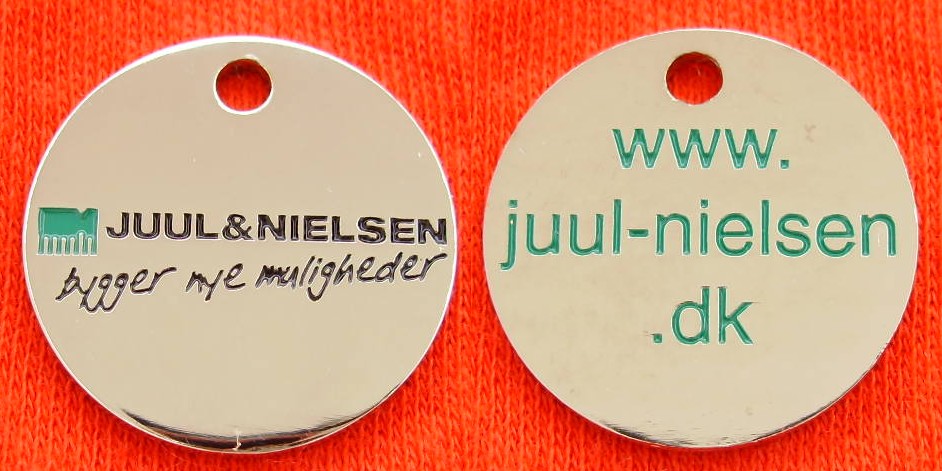 JUUL&NIELSEN
bygger nye muligheder
www.
juul-nielsen
.dk